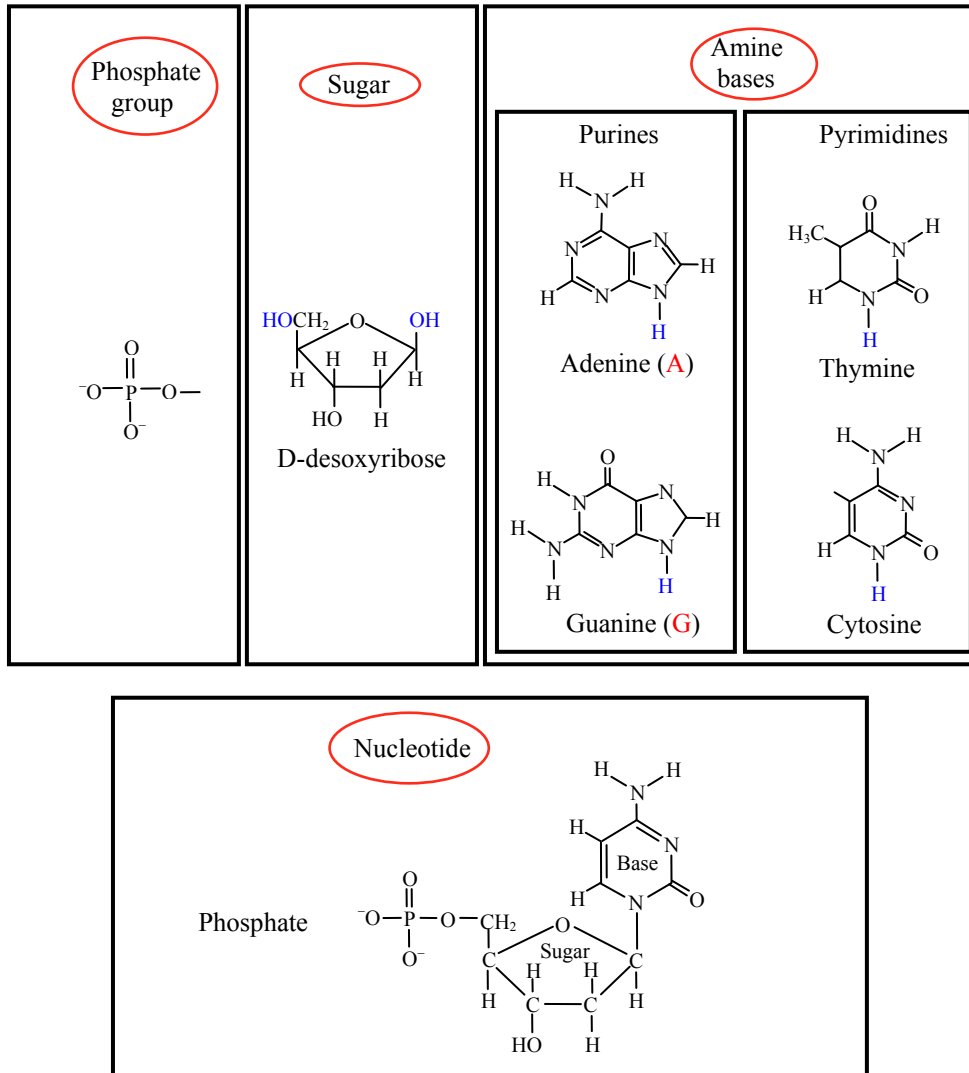 Phosphate
group
Sugar
Amine
bases
Purines
Pyrimidines
H H
N
N
N
H
N
N
H
H
Adenine (A)
O
H₃C
N
H
H
N
O
H
Thymine
HOCH₂
O
OH
H
H
H
H
HO
H
D-desoxyribose
O
⁻O P O
O⁻
O
H
N
N
H
H
N
N
N
H
H
Guanine (G)
H H
N
N
H
N
O
H
Cytosine
Nucleotide
H H
N
H
N
Base
H
N
O
Phosphate
O
⁻O P O CH₂
O⁻
O
Sugar
C
C
H
H
H
H
C C
HO
H